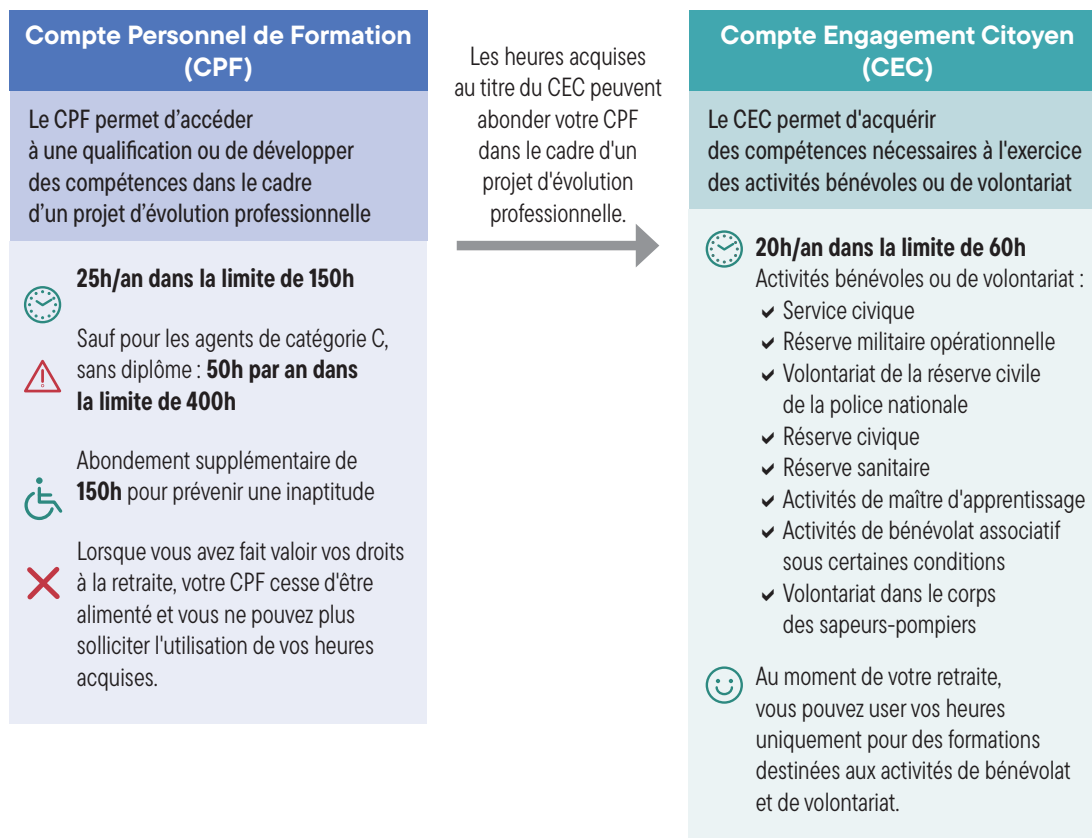 Compte Personnel de Formation
(CPF)
Le CPF permet d’accéder
à une qualification ou de développer
des compétences dans le cadre
d’un projet d’évolution professionnelle
25h/an dans la limite de 150h
Sauf pour les agents de catégorie C,
sans diplôme : 50h par an dans
la limite de 400h
Abondement supplémentaire de
150h pour prévenir une inaptitude
Lorsque vous avez fait valoir vos droits
à la retraite, votre CPF cesse d'être
alimenté et vous ne pouvez plus
solliciter l'utilisation de vos heures
acquises.
Les heures acquises
au titre du CEC peuvent
abonder votre CPF
dans le cadre d'un
projet d'évolution
professionnelle.
Compte Engagement Citoyen
(CEC)
Le CEC permet d'acquérir
des compétences nécessaires à l'exercice
des activités bénévoles ou de volontariat
20h/an dans la limite de 60h
Activités bénévoles ou de volontariat :
Service civique
Réserve militaire opérationnelle
Volontariat de la réserve civile
de la police nationale
Réserve civique
Réserve sanitaire
Activités de maître d'apprentissage
Activités de bénévolat associatif
sous certaines conditions
Volontariat dans le corps
des sapeurs-pompiers
Au moment de votre retraite,
vous pouvez user vos heures
uniquement pour des formations
destinées aux activités de bénévolat
et de volontariat.